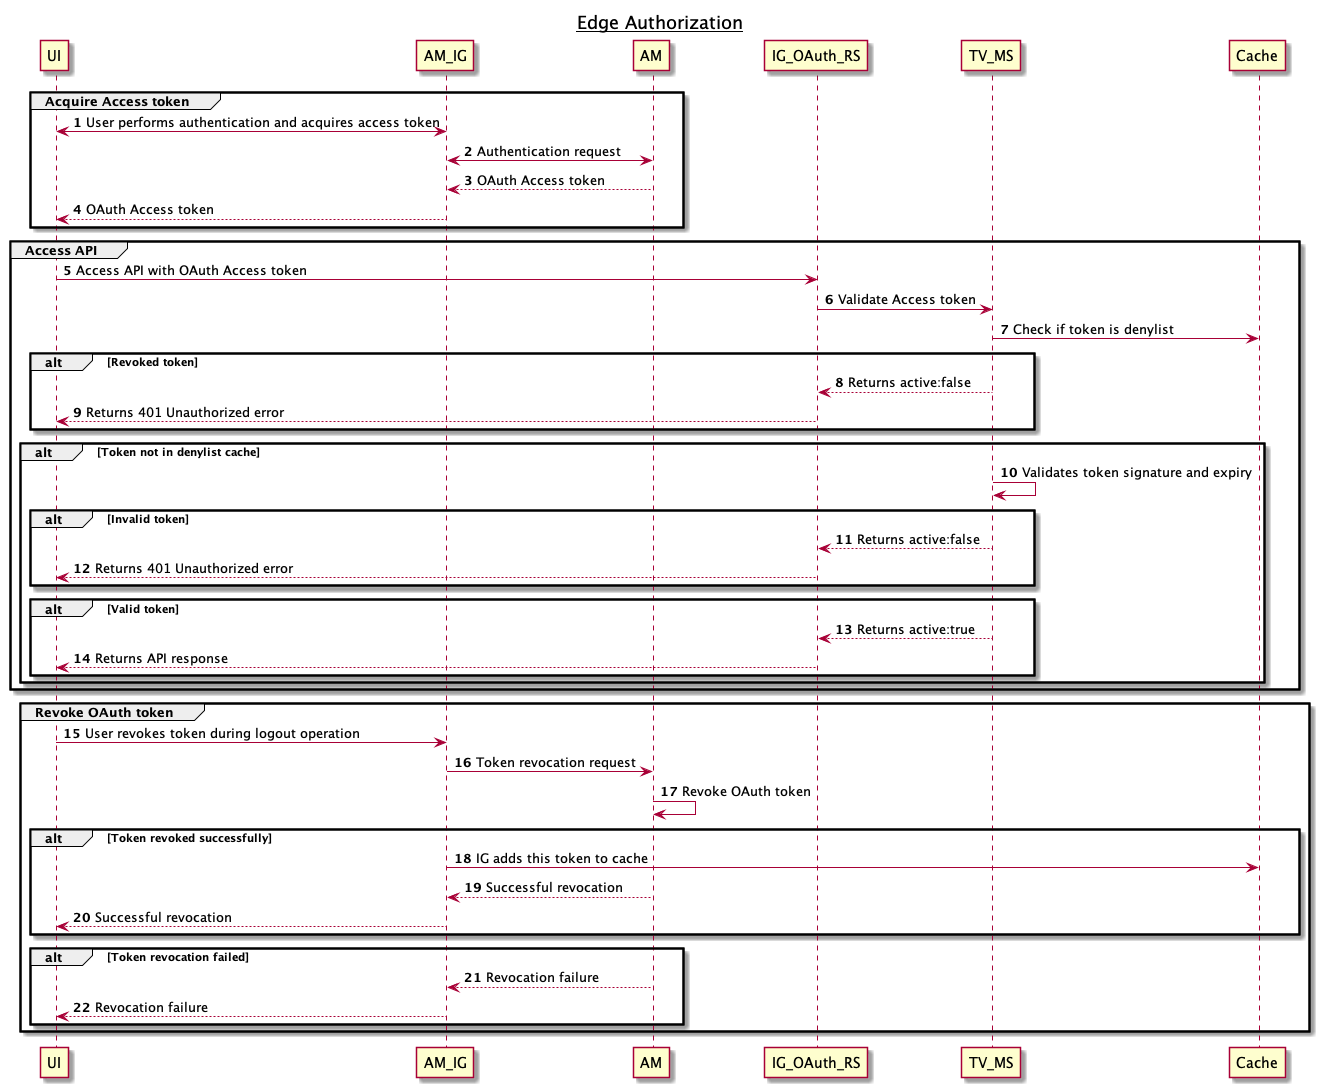 Edge Authorization
UI AM_IG AM IG_OAuth_RS TV_MS Cache
Acquire Access token
1 User performs authentication and acquires access token
2 Authentication request
3 OAuth Access token
4 OAuth Access token
Access API
5 Access API with OAuth Access token
6 Validate Access token
7 Check if token is denylist
alt [Revoked token]
8 Returns active:false
9 Returns 401 Unauthorized error
alt [Token not in denylist cache]
10 Validates token signature and expiry
alt [Invalid token]
11 Returns active:false
12 Returns 401 Unauthorized error
alt [Valid token]
13 Returns active:true
14 Returns API response
Revoke OAuth token
15 User revokes token during logout operation
16 Token revocation request
17 Revoke OAuth token
alt [Token revoked successfully]
18 IG adds this token to cache
19 Successful revocation
20 Successful revocation
alt [Token revocation failed]
21 Revocation failure
22 Revocation failure
UI AM_IG AM IG_OAuth_RS TV_MS Cache